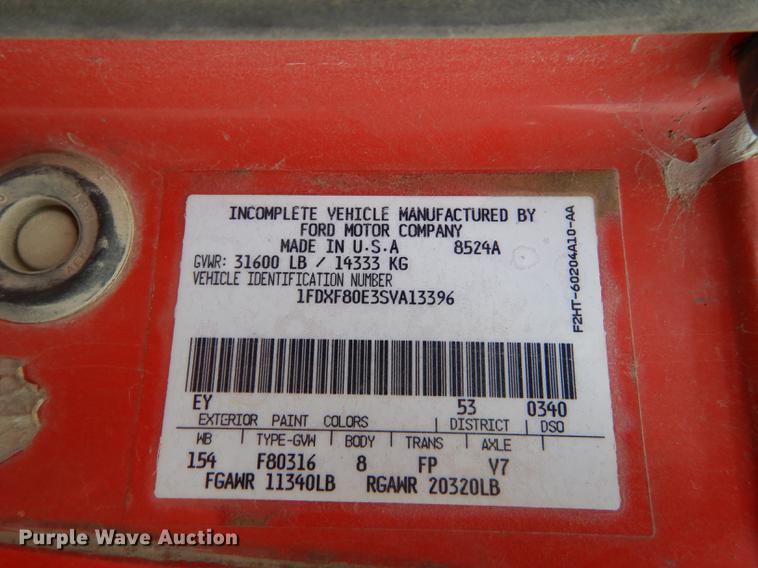 INCOMPLETE VEHICLE MANUFACTURED BY
FORD MOTOR COMPANY
MADE IN U.S.A 8524A
GVWR: 31600 LB / 14333 KG
VEHICLE IDENTIFICATION NUMBER
1FDXF80E3SVA13396
F2HT-60204A10-AA
EY 53 0340
EXTERIOR PAINT COLORS DISTRICT DSO
WB TYPE-GVW BODY TRANS AXLE
154 F80316 8 FP V7
FGAWR 11340LB RGAWR 20320LB
Purple Wave Auction